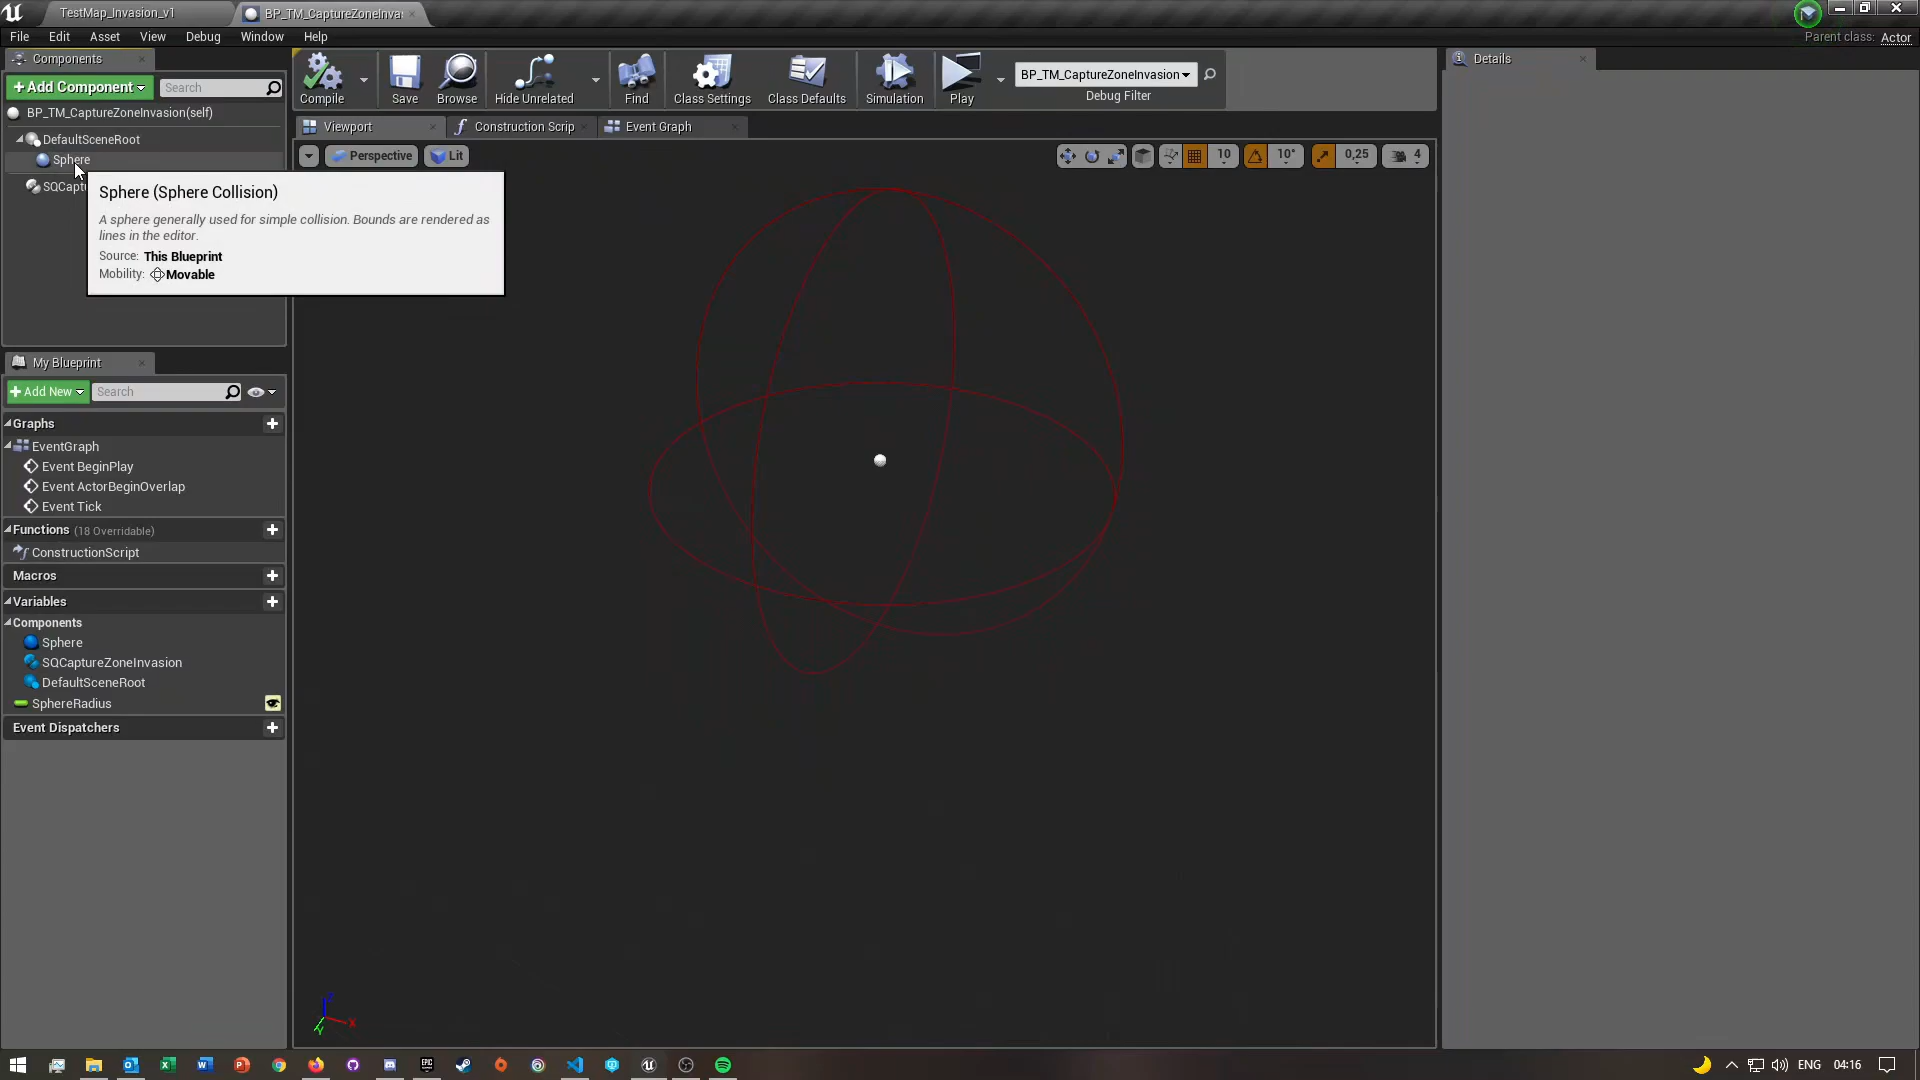 TestMap_Invasion_v1
BP_TM_CaptureZoneInvas
File Edit Asset View Debug Window Help
Parent class: Actor
Components
+ Add Component
Search
BP_TM_CaptureZoneInvasion(self)
DefaultSceneRoot
Sphere
SQCaptu
Sphere (Sphere Collision)
A sphere generally used for simple collision. Bounds are rendered as
lines in the editor.
Source: This Blueprint
Mobility: Movable
Compile
Save
Browse
Hide Unrelated
Find
Class Settings
Class Defaults
Simulation
Play
BP_TM_CaptureZoneInvasion
Debug Filter
Viewport
Construction Scrip
Event Graph
Perspective
Lit
10
10°
0,25
4
Z
X
Y
Details
My Blueprint
+ Add New
Search
Graphs
EventGraph
Event BeginPlay
Event ActorBeginOverlap
Event Tick
Functions (18 Overridable)
ConstructionScript
Macros
Variables
Components
Sphere
SQCaptureZoneInvasion
DefaultSceneRoot
SphereRadius
Event Dispatchers
ENG
04:16